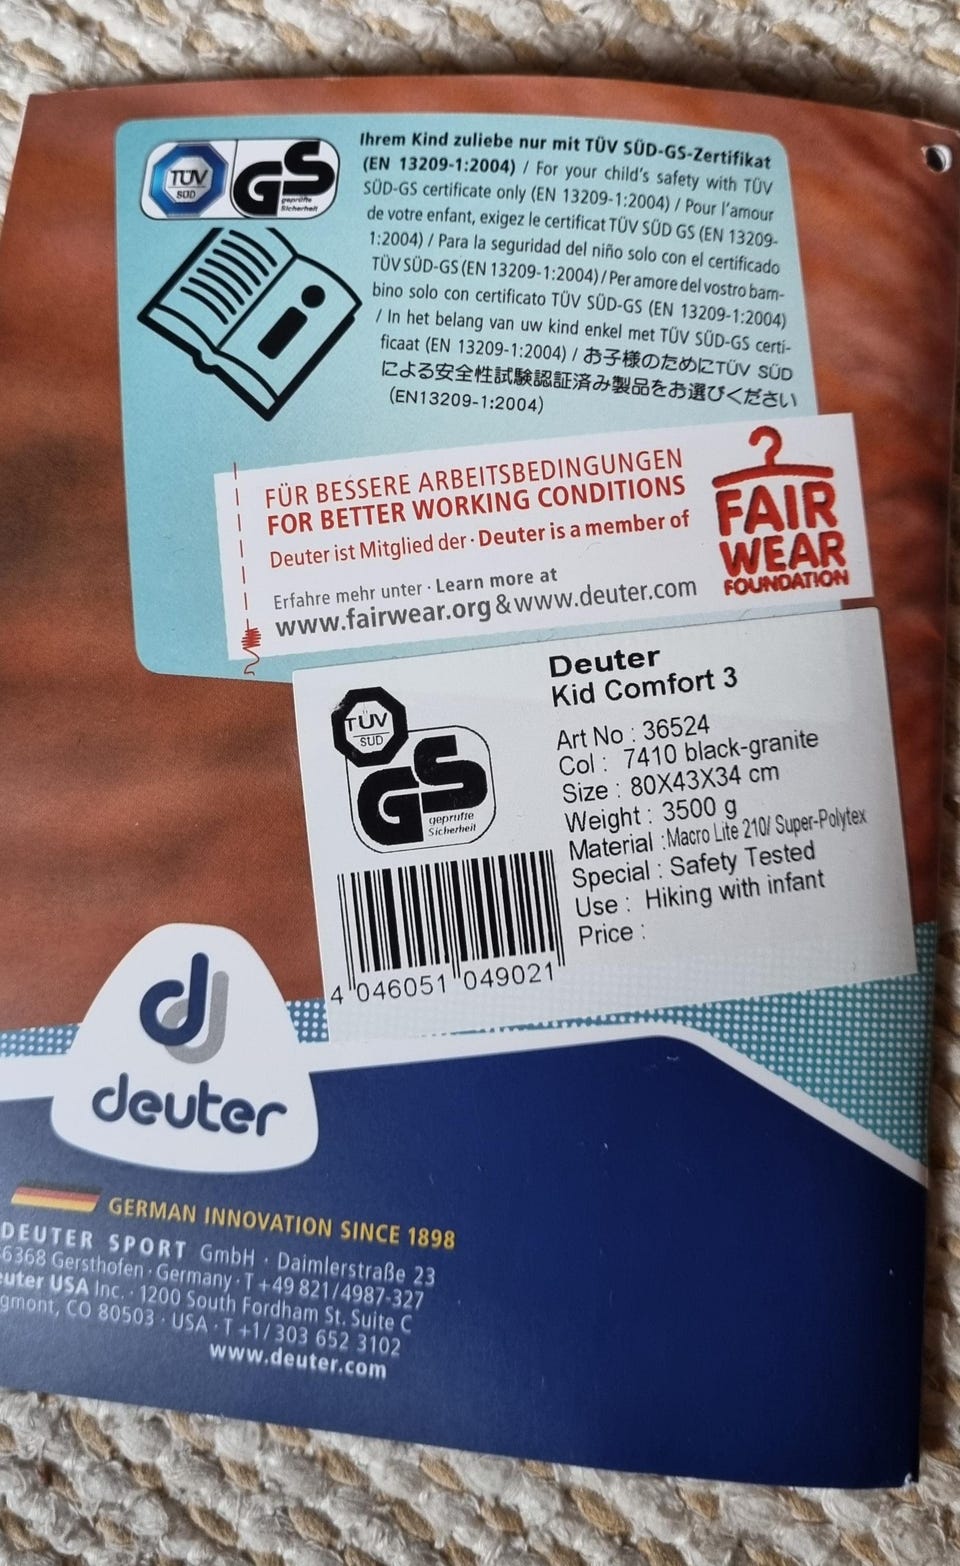 TÜV
SÜD
GS
geprüfte
Sicherheit
Ihrem Kind zuliebe nur mit TÜV SÜD-GS-Zertifikat
(EN 13209-1:2004) / For your child's safety with TÜV
SÜD-GS certificate only (EN 13209-1:2004) / Pour l'amour
de votre enfant, exigez le certificat TÜV SÜD GS (EN 13209-
1:2004) / Para la seguridad del niño solo con el certificado
TÜV SÜD-GS (EN 13209-1:2004) / Per amore del vostro bam-
bino solo con certificato TÜV SÜD-GS (EN 13209-1:2004)
/ In het belang van uw kind enkel met TÜV SÜD-GS certi-
ficaat (EN 13209-1:2004) / お子様のためにTÜV SÜD
による安全性試験認証済み製品をお選びください
(EN13209-1:2004)
FÜR BESSERE ARBEITSBEDINGUNGEN
FOR BETTER WORKING CONDITIONS
Deuter ist Mitglied der · Deuter is a member of
Erfahre mehr unter · Learn more at
www.fairwear.org & www.deuter.com
FAIR
WEAR
FOUNDATION
TÜV
SÜD
GS
geprüfte
Sicherheit
Deuter
Kid Comfort 3
Art No : 36524
Col : 7410 black-granite
Size : 80X43X34 cm
Weight : 3500 g
Material :Macro Lite 210/ Super-Polytex
Special : Safety Tested
Use : Hiking with infant
Price :
4 046051 049021
deuter
GERMAN INNOVATION SINCE 1898
DEUTER SPORT GmbH · Daimlerstraße 23
6368 Gersthofen · Germany · T +49 821/4987-327
euter USA Inc. · 1200 South Fordham St. Suite C
gmont, CO 80503 · USA · T +1/ 303 652 3102
www.deuter.com